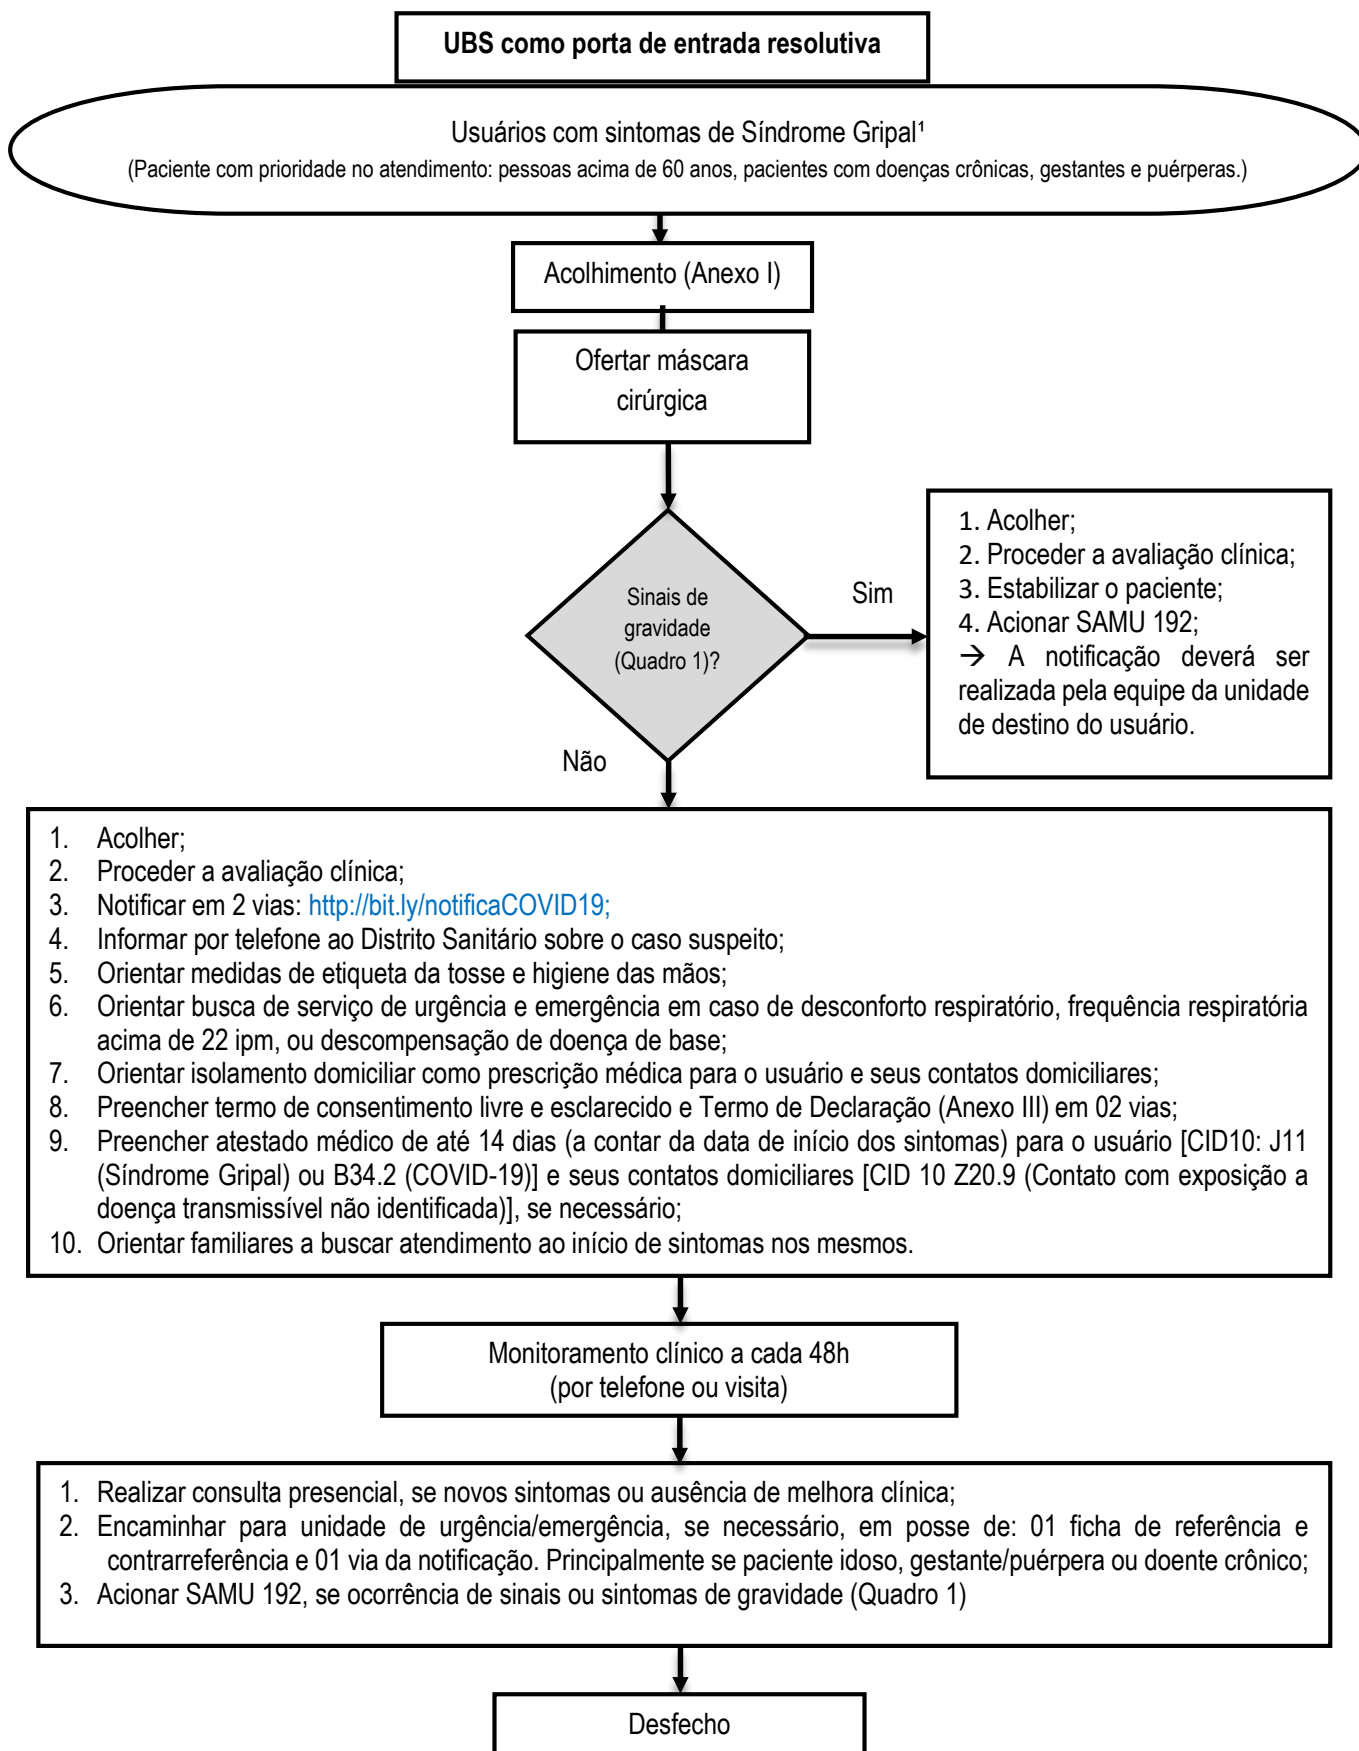 UBS como porta de entrada resolutiva
Usuários com sintomas de Síndrome Gripal¹
(Paciente com prioridade no atendimento: pessoas acima de 60 anos, pacientes com doenças crônicas, gestantes e puérperas.)
Acolhimento (Anexo I)
Ofertar máscara
cirúrgica
Sinais de
gravidade
(Quadro 1)?
Sim
1. Acolher;
2. Proceder a avaliação clínica;
3. Estabilizar o paciente;
4. Acionar SAMU 192;
→ A notificação deverá ser
realizada pela equipe da unidade
de destino do usuário.
Não
1. Acolher;
2. Proceder a avaliação clínica;
3. Notificar em 2 vias: http://bit.ly/notificaCOVID19;
4. Informar por telefone ao Distrito Sanitário sobre o caso suspeito;
5. Orientar medidas de etiqueta da tosse e higiene das mãos;
6. Orientar busca de serviço de urgência e emergência em caso de desconforto respiratório, frequência respiratória
acima de 22 ipm, ou descompensação de doença de base;
7. Orientar isolamento domiciliar como prescrição médica para o usuário e seus contatos domiciliares;
8. Preencher termo de consentimento livre e esclarecido e Termo de Declaração (Anexo III) em 02 vias;
9. Preencher atestado médico de até 14 dias (a contar da data de início dos sintomas) para o usuário [CID10: J11
(Síndrome Gripal) ou B34.2 (COVID-19)] e seus contatos domiciliares [CID 10 Z20.9 (Contato com exposição a
doença transmissível não identificada)], se necessário;
10. Orientar familiares a buscar atendimento ao início de sintomas nos mesmos.
Monitoramento clínico a cada 48h
(por telefone ou visita)
1. Realizar consulta presencial, se novos sintomas ou ausência de melhora clínica;
2. Encaminhar para unidade de urgência/emergência, se necessário, em posse de: 01 ficha de referência e
contrarreferência e 01 via da notificação. Principalmente se paciente idoso, gestante/puérpera ou doente crônico;
3. Acionar SAMU 192, se ocorrência de sinais ou sintomas de gravidade (Quadro 1)
Desfecho